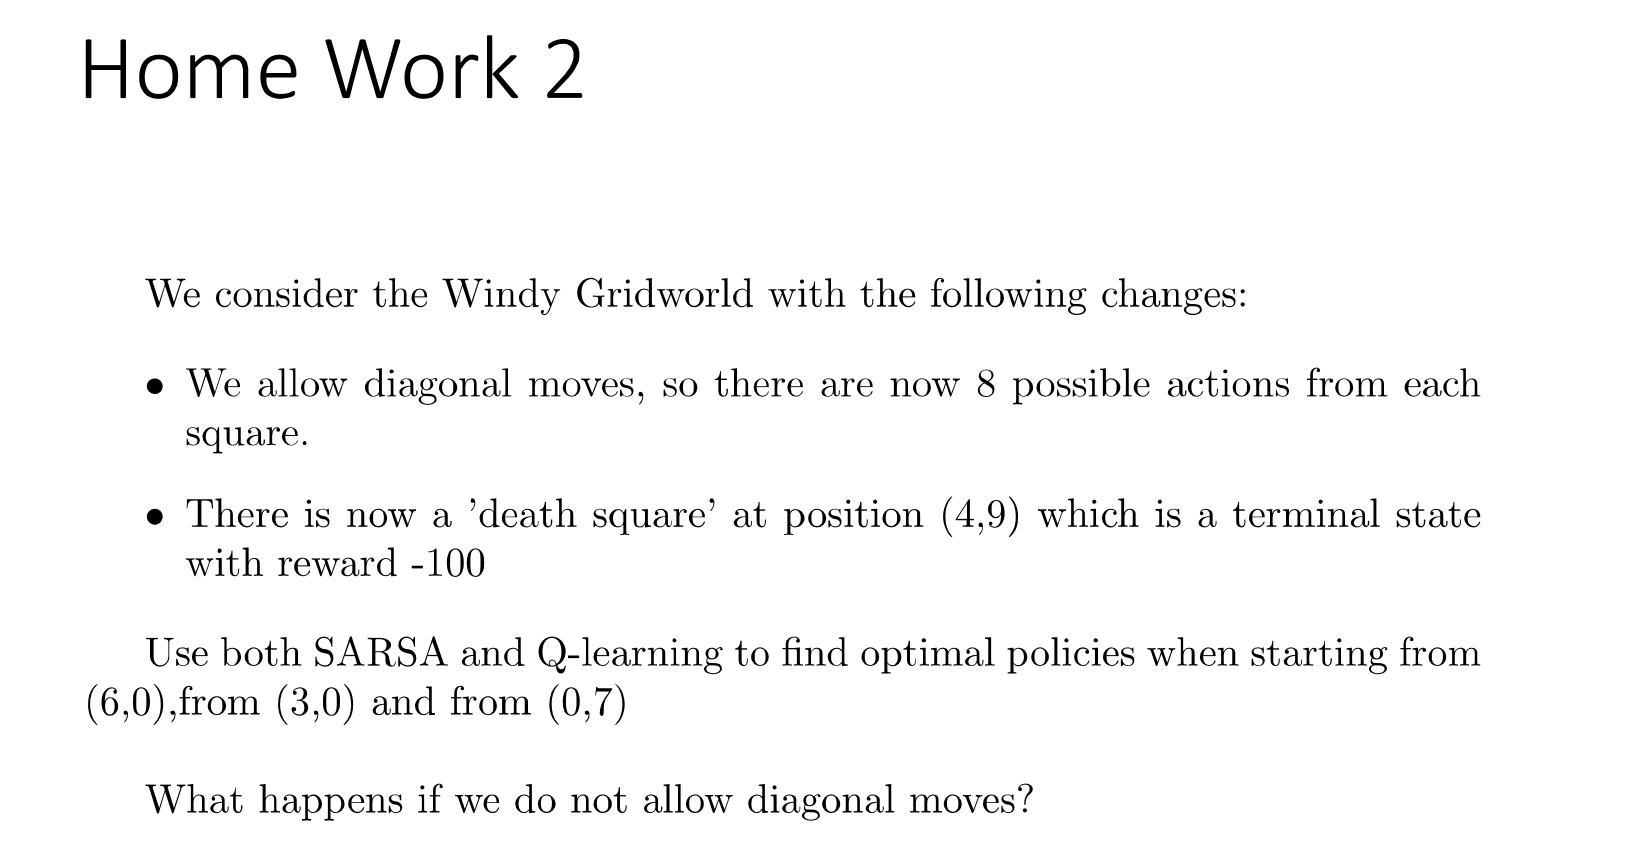 Home Work 2
We consider the Windy Gridworld with the following changes:
• We allow diagonal moves, so there are now 8 possible actions from each
square.
• There is now a 'death square' at position (4,9) which is a terminal state
with reward -100
Use both SARSA and Q-learning to find optimal policies when starting from
(6,0),from (3,0) and from (0,7)
What happens if we do not allow diagonal moves?